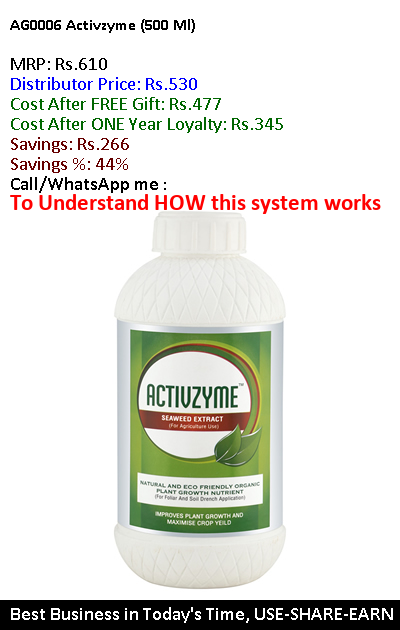 AG0006 Activzyme (500 Ml)
MRP: Rs.610
Distributor Price: Rs.530
Cost After FREE Gift: Rs.477
Cost After ONE Year Loyalty: Rs.345
Savings: Rs.266
Savings %: 44%
Call/WhatsApp me :
To Understand HOW this system works
ACTIVZYME™
SEAWEED EXTRACT
(For Agriculture Use)
NATURAL AND ECO FRIENDLY ORGANIC
PLANT GROWTH NUTRIENT
(For Foliar And Soil Drench Application)
IMPROVES PLANT GROWTH AND
MAXIMISE CROP YEILD
Best Business in Today's Time, USE-SHARE-EARN